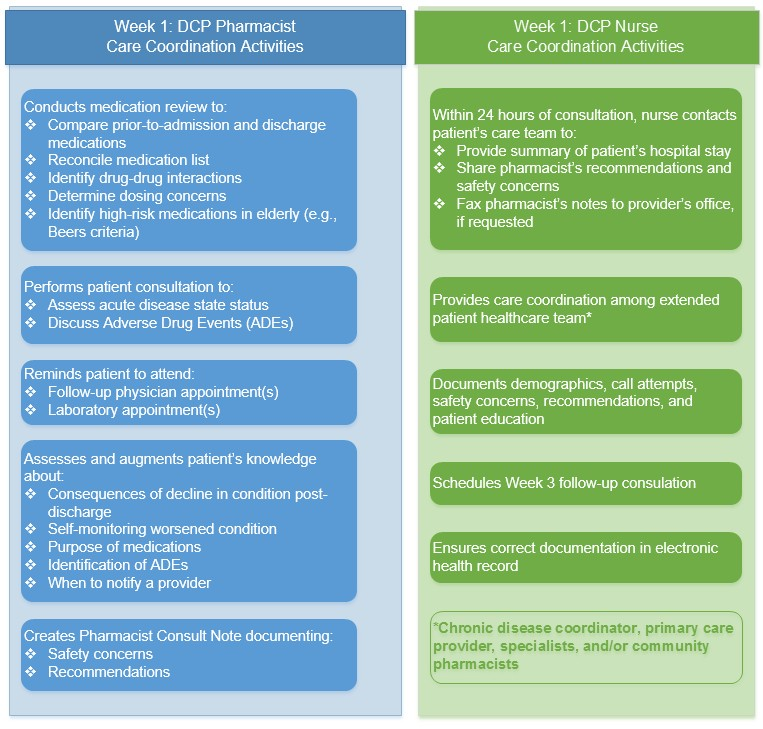 Week 1: DCP Pharmacist
Care Coordination Activities
Conducts medication review to:
❖ Compare prior-to-admission and discharge
medications
❖ Reconcile medication list
❖ Identify drug-drug interactions
❖ Determine dosing concerns
❖ Identify high-risk medications in elderly (e.g.,
Beers criteria)
Performs patient consultation to:
❖ Assess acute disease state status
❖ Discuss Adverse Drug Events (ADEs)
Reminds patient to attend:
❖ Follow-up physician appointment(s)
❖ Laboratory appointment(s)
Assesses and augments patient's knowledge
about:
❖ Consequences of decline in condition post-
discharge
❖ Self-monitoring worsened condition
❖ Purpose of medications
❖ Identification of ADEs
❖ When to notify a provider
Creates Pharmacist Consult Note documenting:
❖ Safety concerns
❖ Recommendations
Week 1: DCP Nurse
Care Coordination Activities
Within 24 hours of consultation, nurse contacts
patient's care team to:
❖ Provide summary of patient's hospital stay
❖ Share pharmacist's recommendations and
safety concerns
❖ Fax pharmacist's notes to provider's office,
if requested
Provides care coordination among extended
patient healthcare team*
Documents demographics, call attempts,
safety concerns, recommendations, and
patient education
Schedules Week 3 follow-up consulation
Ensures correct documentation in electronic
health record
*Chronic disease coordinator, primary care
provider, specialists, and/or community
pharmacists